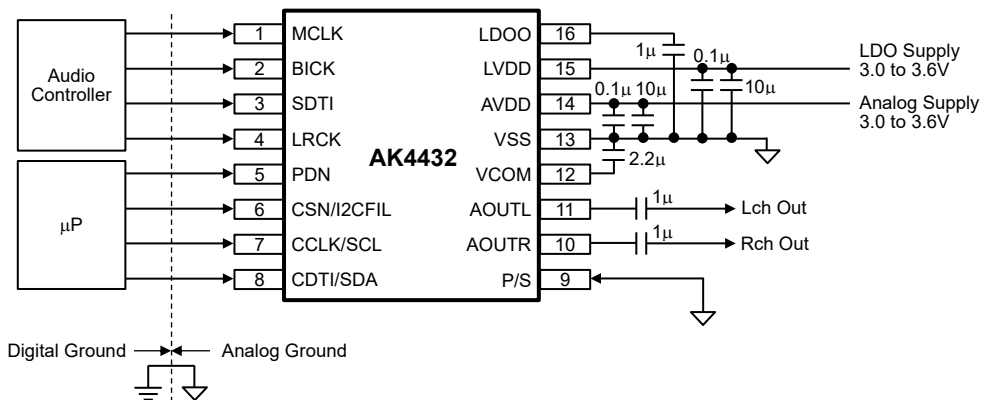 Audio
Controller
µP
1 MCLK
2 BICK
3 SDTI
4 LRCK
5 PDN
6 CSN/I2CFIL
7 CCLK/SCL
8 CDTI/SDA
AK4432
LDOO 16
LVDD 15
AVDD 14
VSS 13
VCOM 12
AOUTL 11
AOUTR 10
P/S 9
1µ
0.1µ
10µ
0.1µ 10µ
2.2µ
1µ
1µ
LDO Supply
3.0 to 3.6V
Analog Supply
3.0 to 3.6V
Lch Out
Rch Out
Digital Ground
Analog Ground